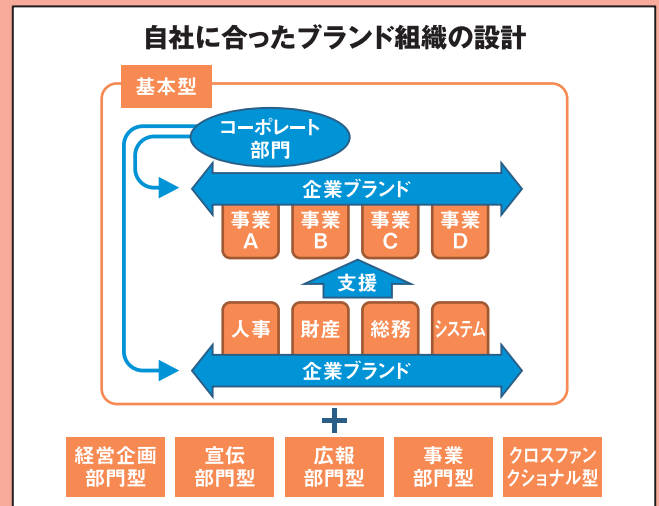 自社に合ったブランド組織の設計
基本型
コーポレート
部門
企業ブランド
事業
A
事業
B
事業
C
事業
D
支援
人事
財産
総務
システム
企業ブランド
+
経営企画
部門型
宣伝
部門型
広報
部門型
事業
部門型
クロスファン
クショナル型